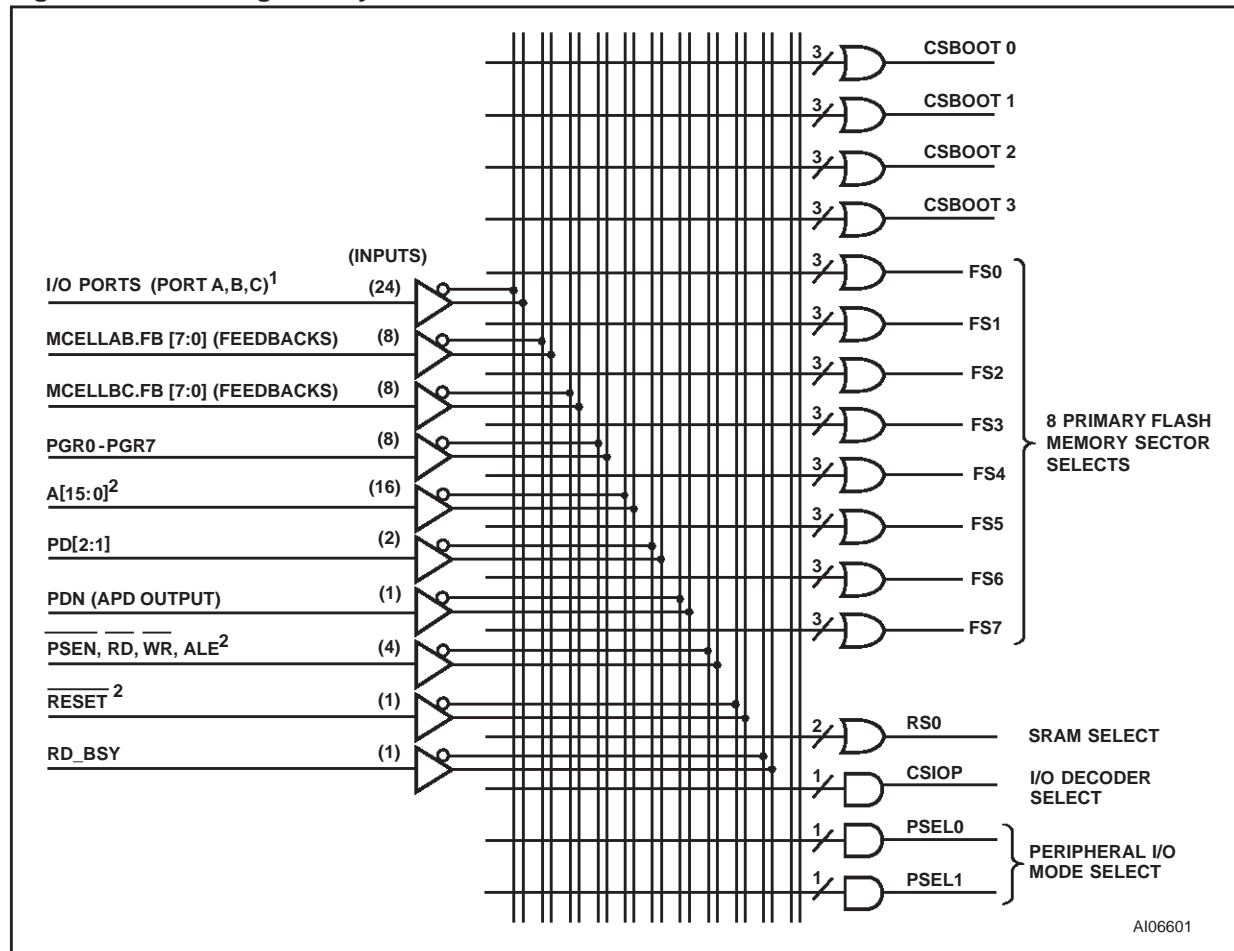 3 CSBOOT 0
3 CSBOOT 1
3 CSBOOT 2
3 CSBOOT 3
(INPUTS)
I/O PORTS (PORT A,B,C)1 (24)
MCELLAB.FB [7:0] (FEEDBACKS) (8)
MCELLBC.FB [7:0] (FEEDBACKS) (8)
PGR0 -PGR7 (8)
A[15:0]2 (16)
PD[2:1] (2)
PDN (APD OUTPUT) (1)
PSEN, RD, WR, ALE2 (4)
RESET 2 (1)
RD_BSY (1)
3 FS0
3 FS1
3 FS2
3 FS3
3 FS4
3 FS5
3 FS6
3 FS7
8 PRIMARY FLASH
MEMORY SECTOR
SELECTS
2 RS0 SRAM SELECT
1 CSIOP I/O DECODER
SELECT
1 PSEL0
1 PSEL1
PERIPHERAL I/O
MODE SELECT
AI06601